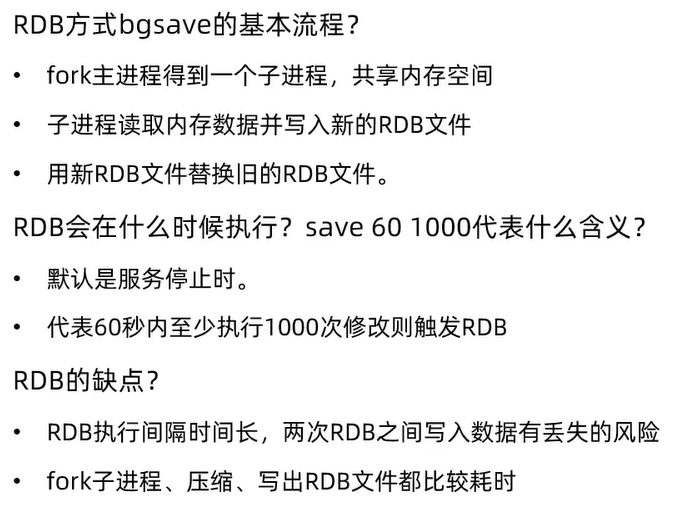 RDB方式bgsave的基本流程？
• fork主进程得到一个子进程，共享内存空间
• 子进程读取内存数据并写入新的RDB文件
• 用新RDB文件替换旧的RDB文件。
RDB会在什么时候执行？save 60 1000代表什么含义？
• 默认是服务停止时。
• 代表60秒内至少执行1000次修改则触发RDB
RDB的缺点？
• RDB执行间隔时间长，两次RDB之间写入数据有丢失的风险
• fork子进程、压缩、写出RDB文件都比较耗时